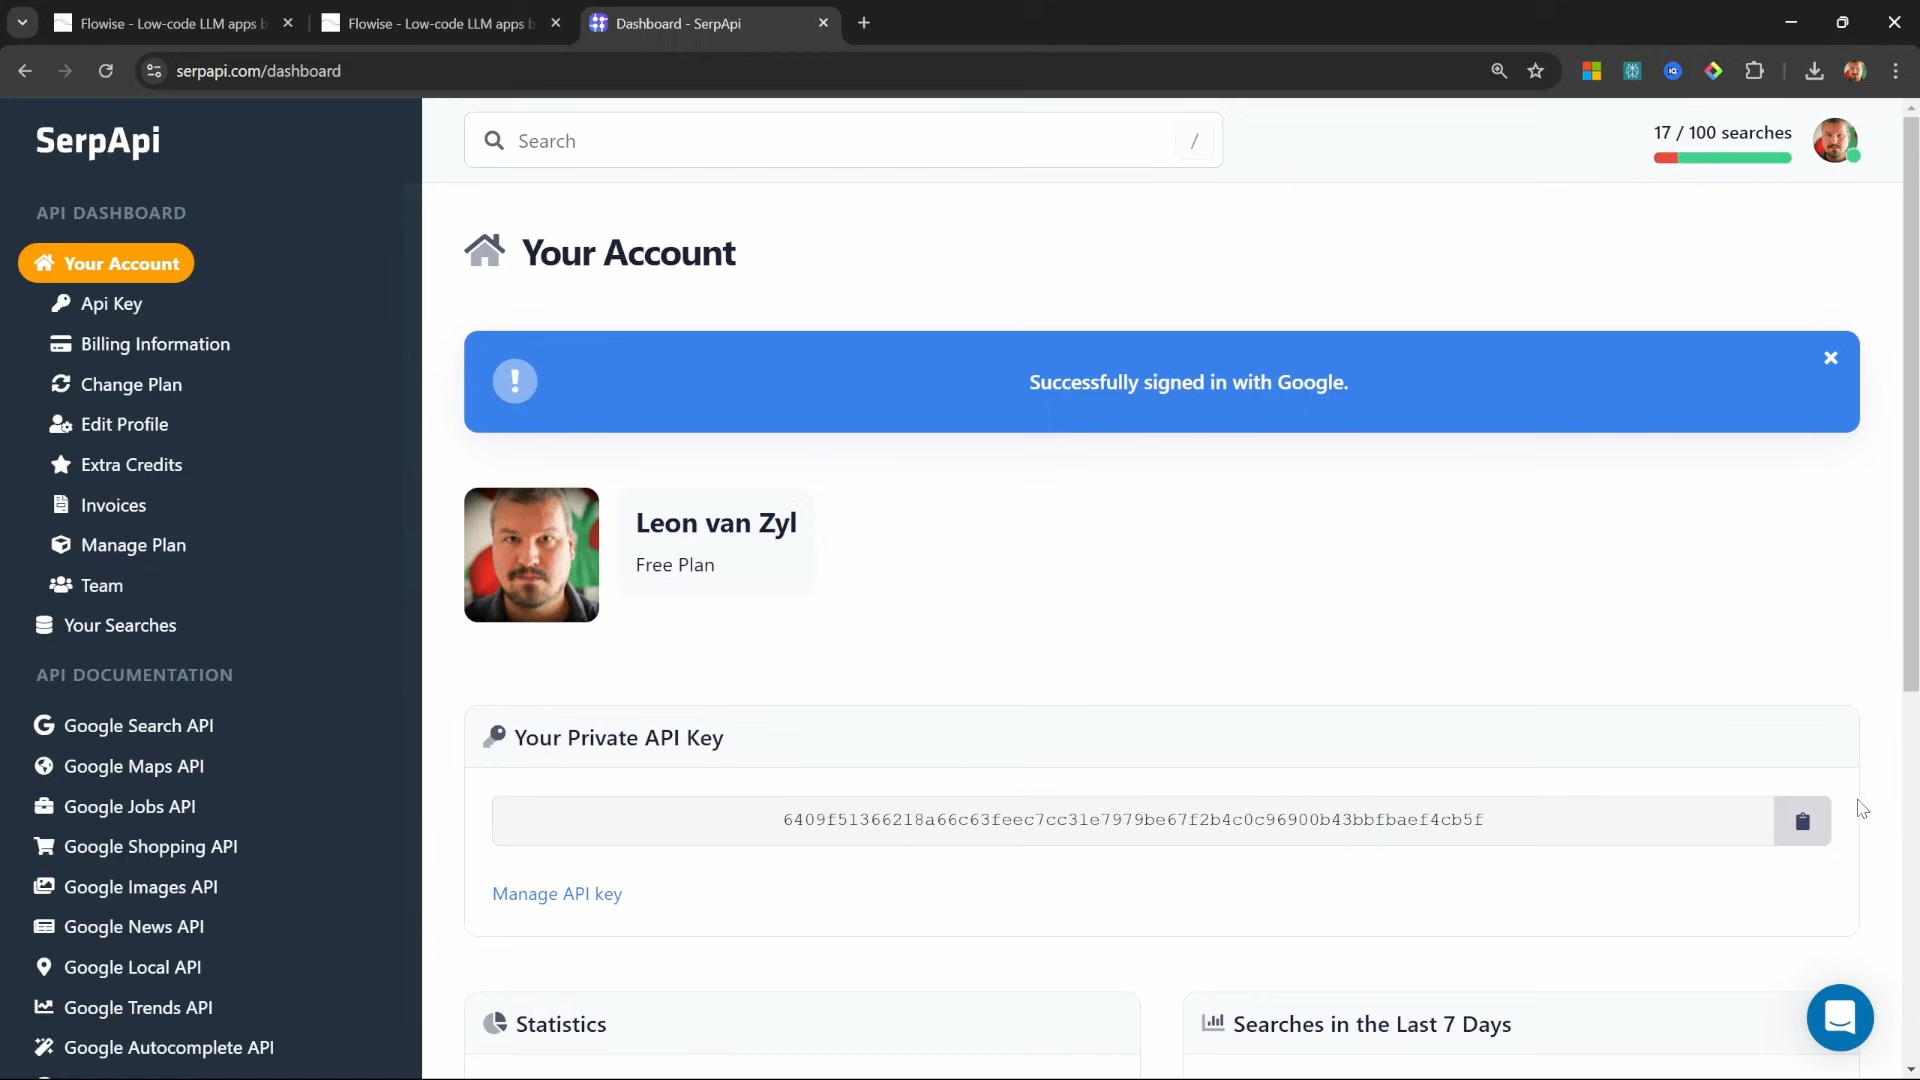 Flowise - Low-code LLM apps b
Flowise - Low-code LLM apps b
Dashboard - SerpApi
serpapi.com/dashboard
SerpApi
Search
/
17 / 100 searches
API DASHBOARD
Your Account
Api Key
Billing Information
Change Plan
Edit Profile
Extra Credits
Invoices
Manage Plan
Team
Your Searches
API DOCUMENTATION
Google Search API
Google Maps API
Google Jobs API
Google Shopping API
Google Images API
Google News API
Google Local API
Google Trends API
Google Autocomplete API
Your Account
Successfully signed in with Google.
Leon van Zyl
Free Plan
Your Private API Key
6409f51366218a66c63feec7cc31e7979be67f2b4c0c96900b43bbfbaef4cb5f
Manage API key
Statistics
Searches in the Last 7 Days